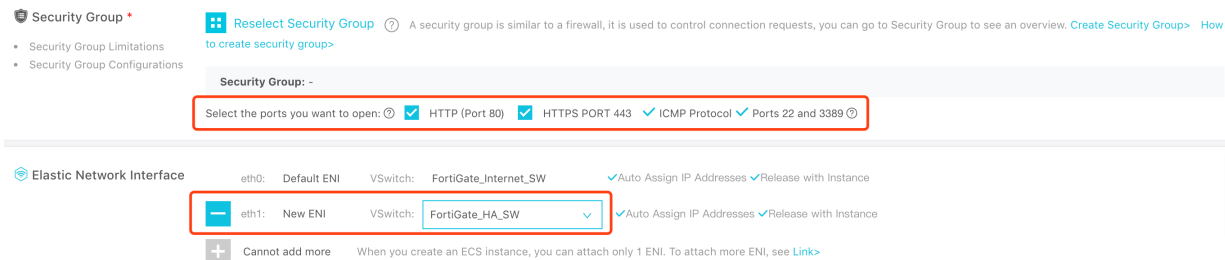 Security Group *
Reselect Security Group ? A security group is similar to a firewall, it is used to control connection requests, you can go to Security Group to see an overview. Create Security Group> How
to create security group>
Security Group Limitations
Security Group Configurations
Security Group: -
Select the ports you want to open: ? HTTP (Port 80) HTTPS PORT 443 ICMP Protocol Ports 22 and 3389 ?
Elastic Network Interface
eth0: Default ENI VSwitch: FortiGate_Internet_SW Auto Assign IP Addresses Release with Instance
eth1: New ENI VSwitch: FortiGate_HA_SW Auto Assign IP Addresses Release with Instance
Cannot add more When you create an ECS instance, you can attach only 1 ENI. To attach more ENI, see Link>